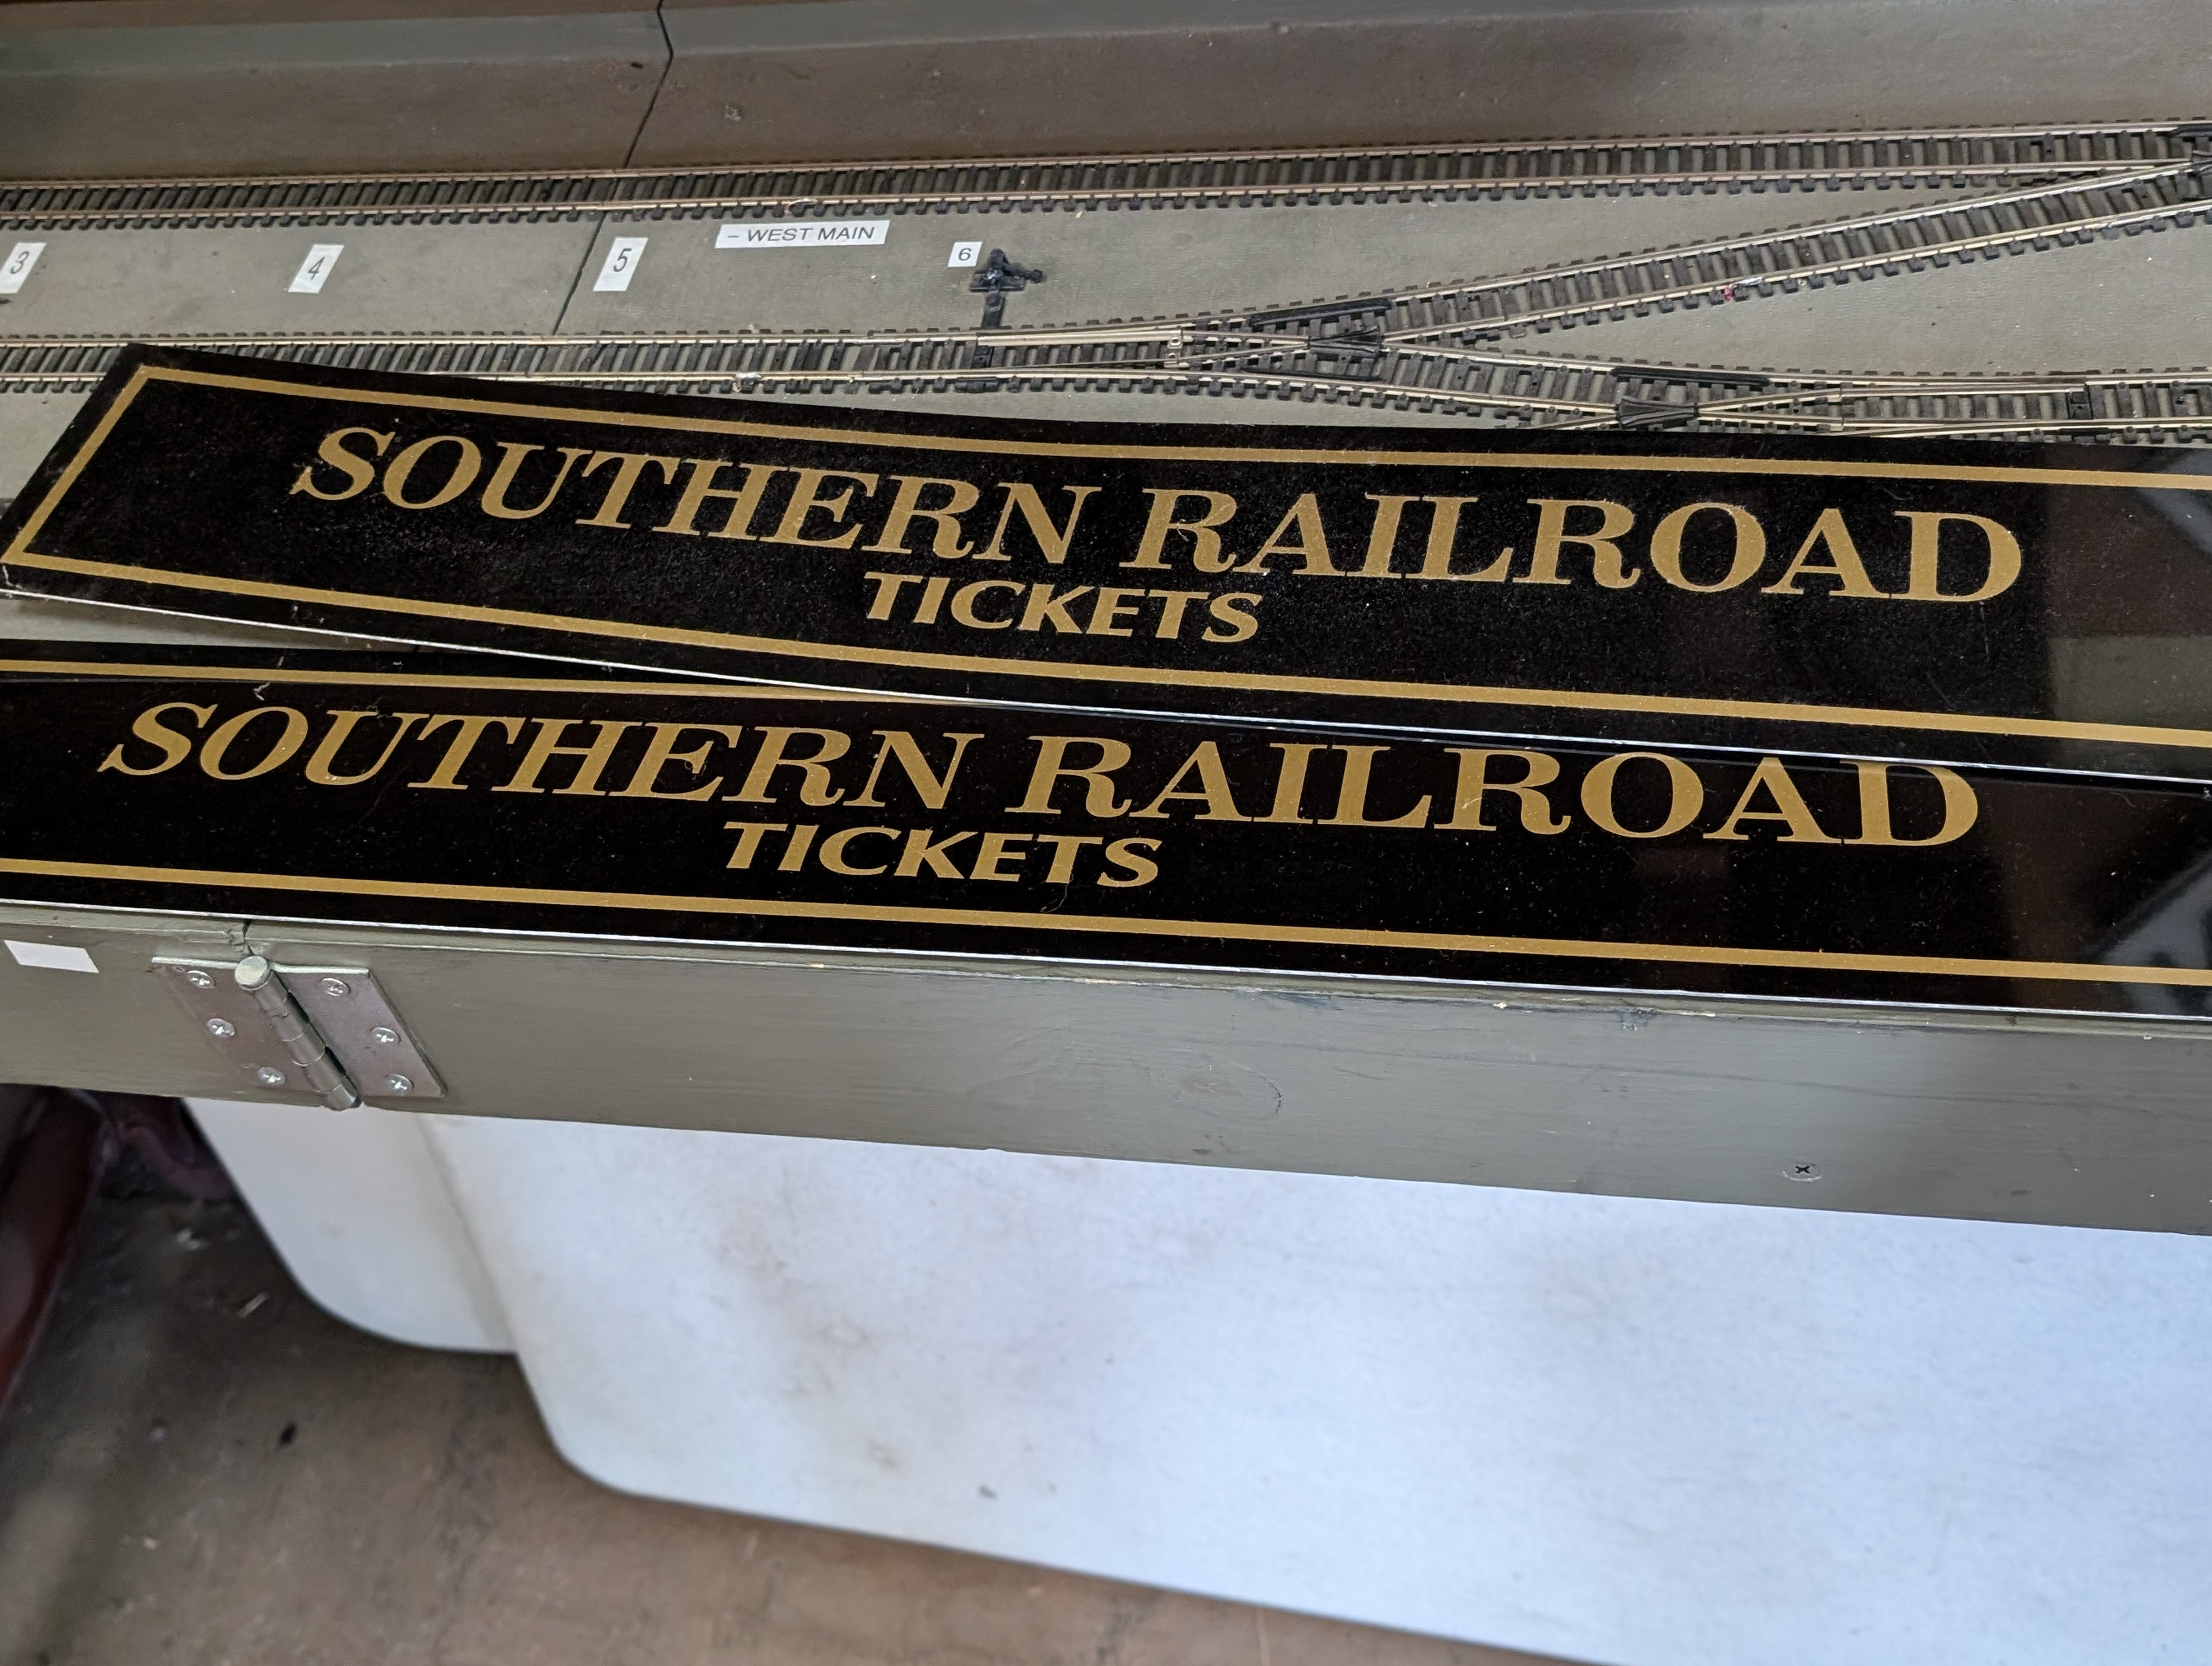 3
4
5
– WEST MAIN
6
SOUTHERN RAILROAD
TICKETS
SOUTHERN RAILROAD
TICKETS